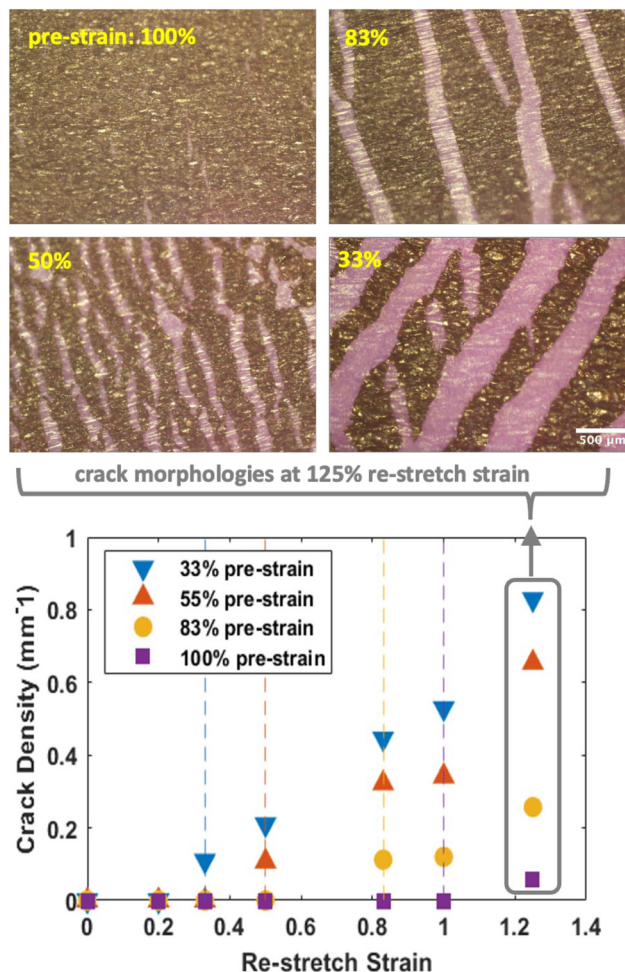 pre-strain: 100%
83%
50%
33%
500 µm
crack morphologies at 125% re-stretch strain
33% pre-strain
55% pre-strain
83% pre-strain
100% pre-strain
Crack Density (mm⁻¹)
1
0.8
0.6
0.4
0.2
0
0 0.2 0.4 0.6 0.8 1 1.2 1.4
Re-stretch Strain